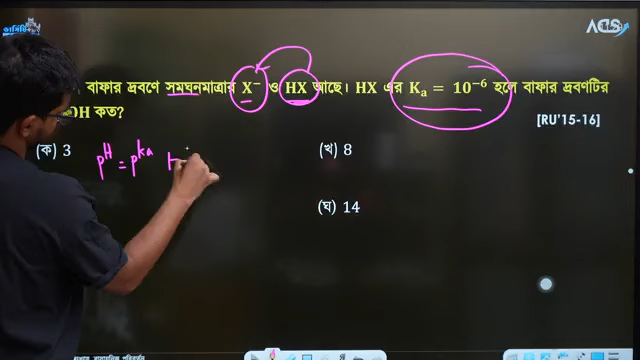 বাফার দ্রবণে সমঘনমাত্রার X⁻ ও HX আছে। HX এর Kₐ = 10⁻⁶ হলে বাফার দ্রবণটির
OH কত?
[RU'15-16]
(ক) 3
(খ) 8
pH = pka
(ঘ) 14
ACS